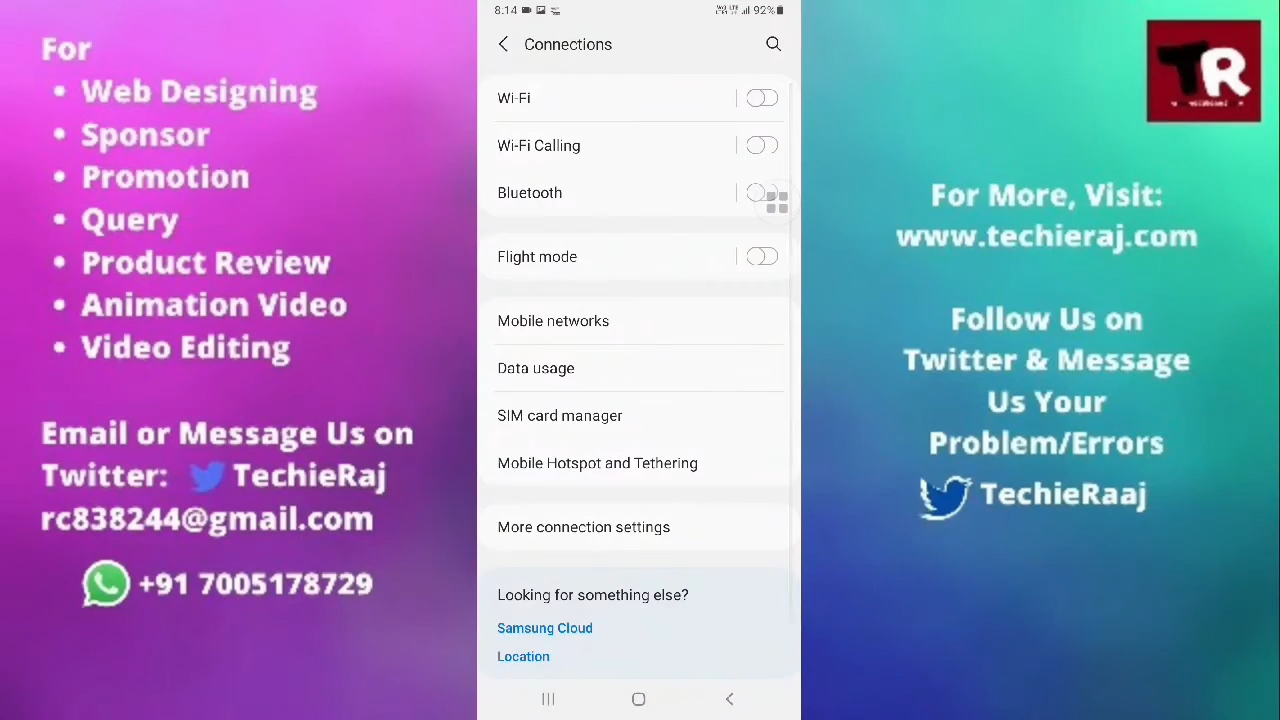 For
• Web Designing
• Sponsor
• Promotion
• Query
• Product Review
• Animation Video
• Video Editing
Email or Message Us on
Twitter: TechieRaj
rc838244@gmail.com
+91 7005178729
8:14
92%
Connections
Wi-Fi
Wi-Fi Calling
Bluetooth
Flight mode
Mobile networks
Data usage
SIM card manager
Mobile Hotspot and Tethering
More connection settings
Looking for something else?
Samsung Cloud
Location
TR
For More, Visit:
www.techieraj.com
Follow Us on
Twitter & Message
Us Your
Problem/Errors
TechieRaaj